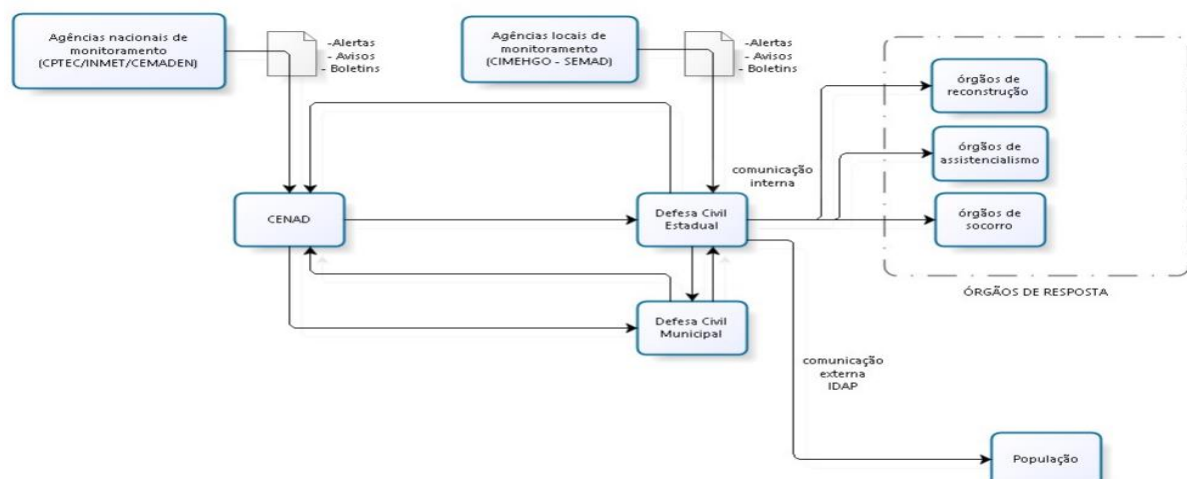 Agências nacionais de
monitoramento
(CPTEC/INMET/CEMADEN)
-Alertas
- Avisos
- Boletins
Agências locais de
monitoramento
(CIMEHGO - SEMAD)
-Alertas
- Avisos
- Boletins
órgãos de
reconstrução
órgãos de
assistencialismo
comunicação
interna
CENAD
Defesa Civil
Estadual
órgãos de
socorro
ÓRGÃOS DE RESPOSTA
Defesa Civil
Municipal
comunicação
externa
IDAP
População